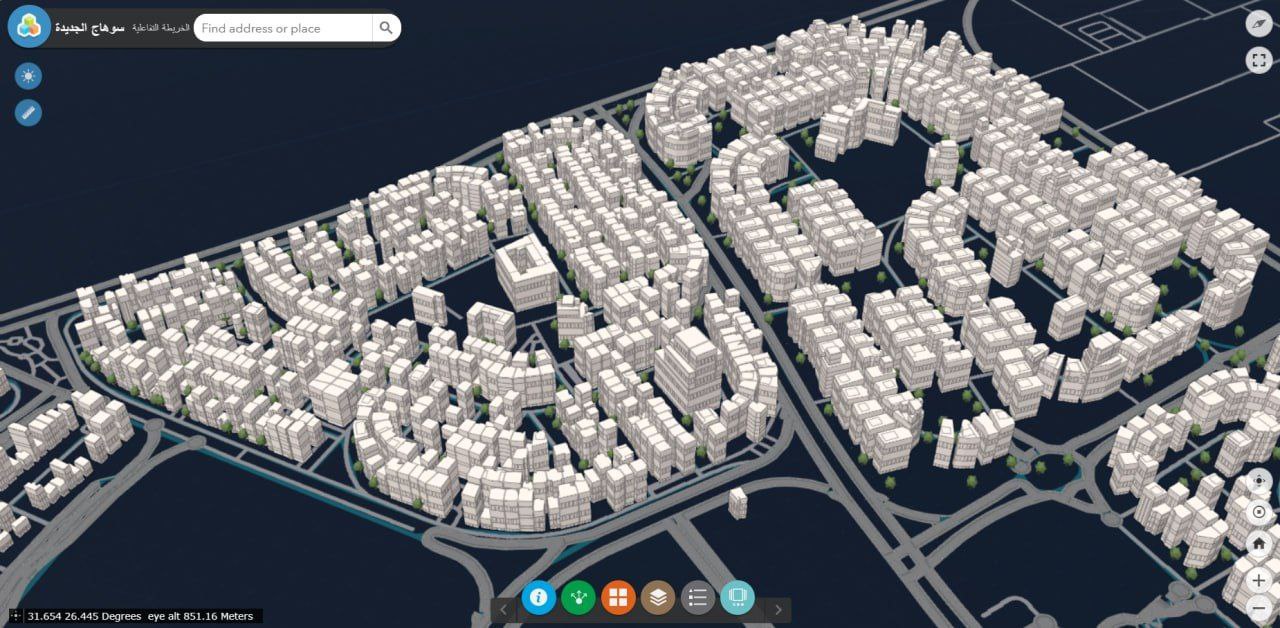 سوهاج الجديدة الخريطة التفاعلية Find address or place
31.654 26.445 Degrees eye alt 851.16 Meters